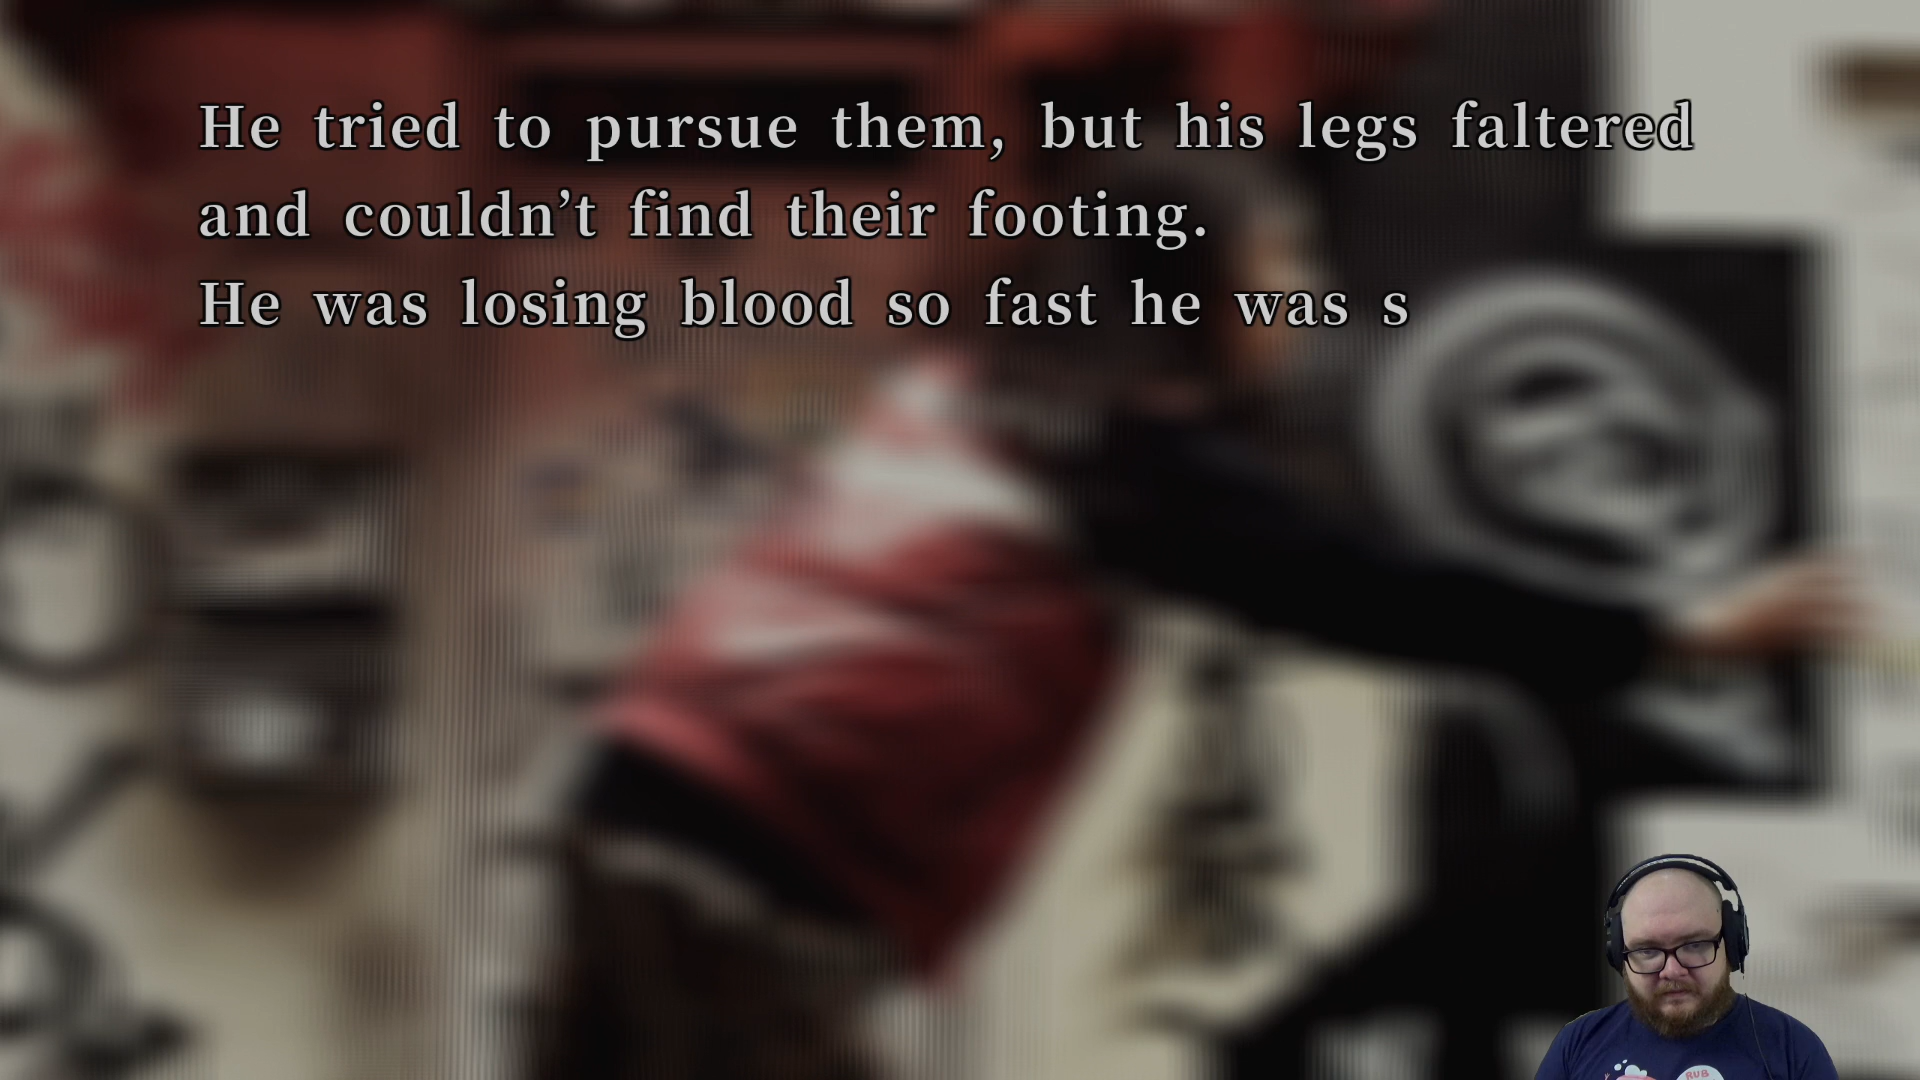 He tried to pursue them, but his legs faltered
and couldn’t find their footing.
He was losing blood so fast he was s
RUB